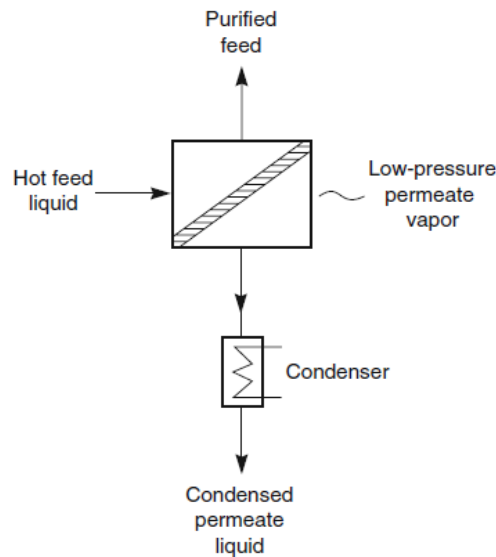 Purified
feed
Hot feed
liquid
Low-pressure
permeate
vapor
Condenser
Condensed
permeate
liquid